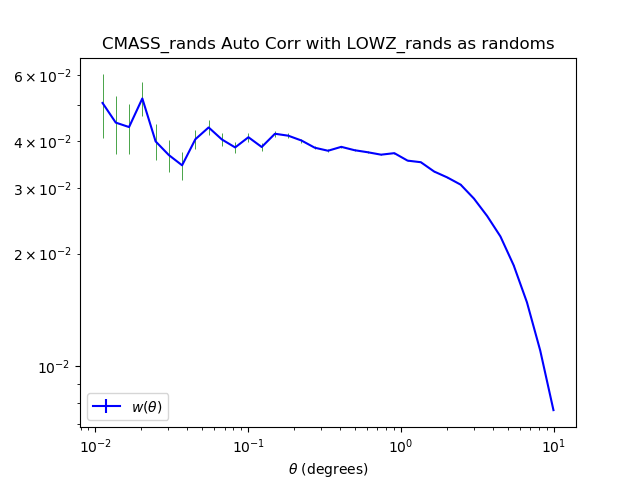 CMASS_rands Auto Corr with LOWZ_rands as randoms
6 × 10⁻²
4 × 10⁻²
3 × 10⁻²
2 × 10⁻²
10⁻²
w(θ)
10⁻² 10⁻¹ 10⁰ 10¹
θ (degrees)